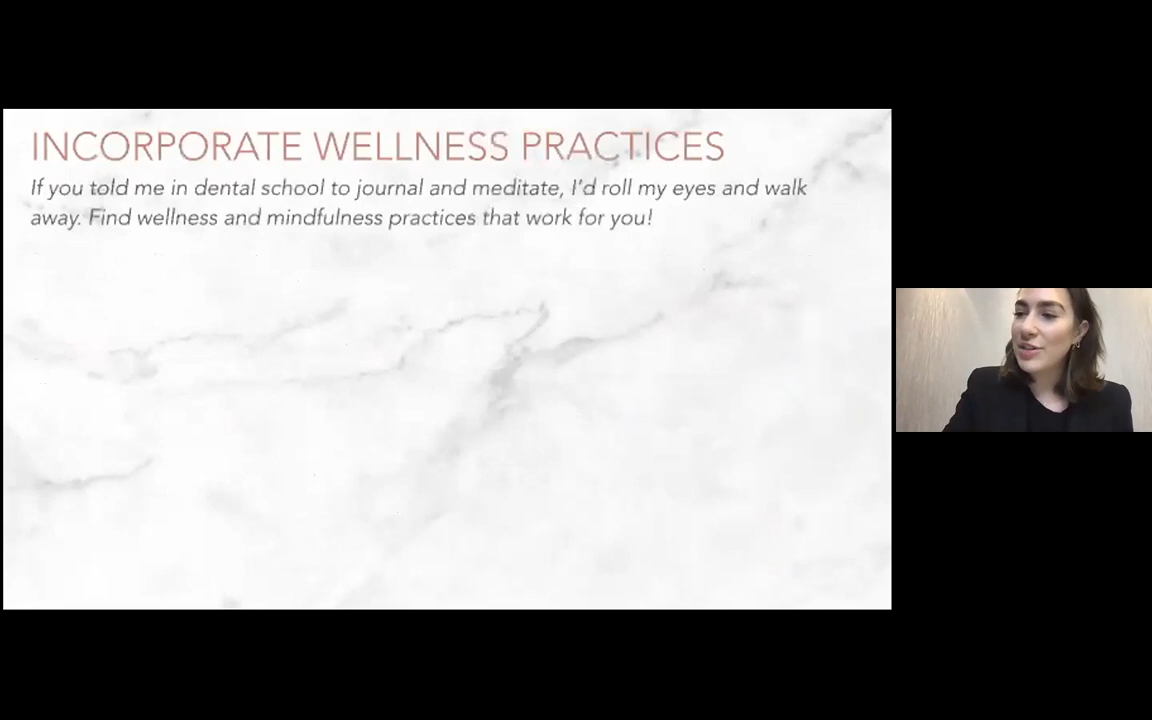 INCORPORATE WELLNESS PRACTICES
If you told me in dental school to journal and meditate, I'd roll my eyes and walk
away. Find wellness and mindfulness practices that work for you!